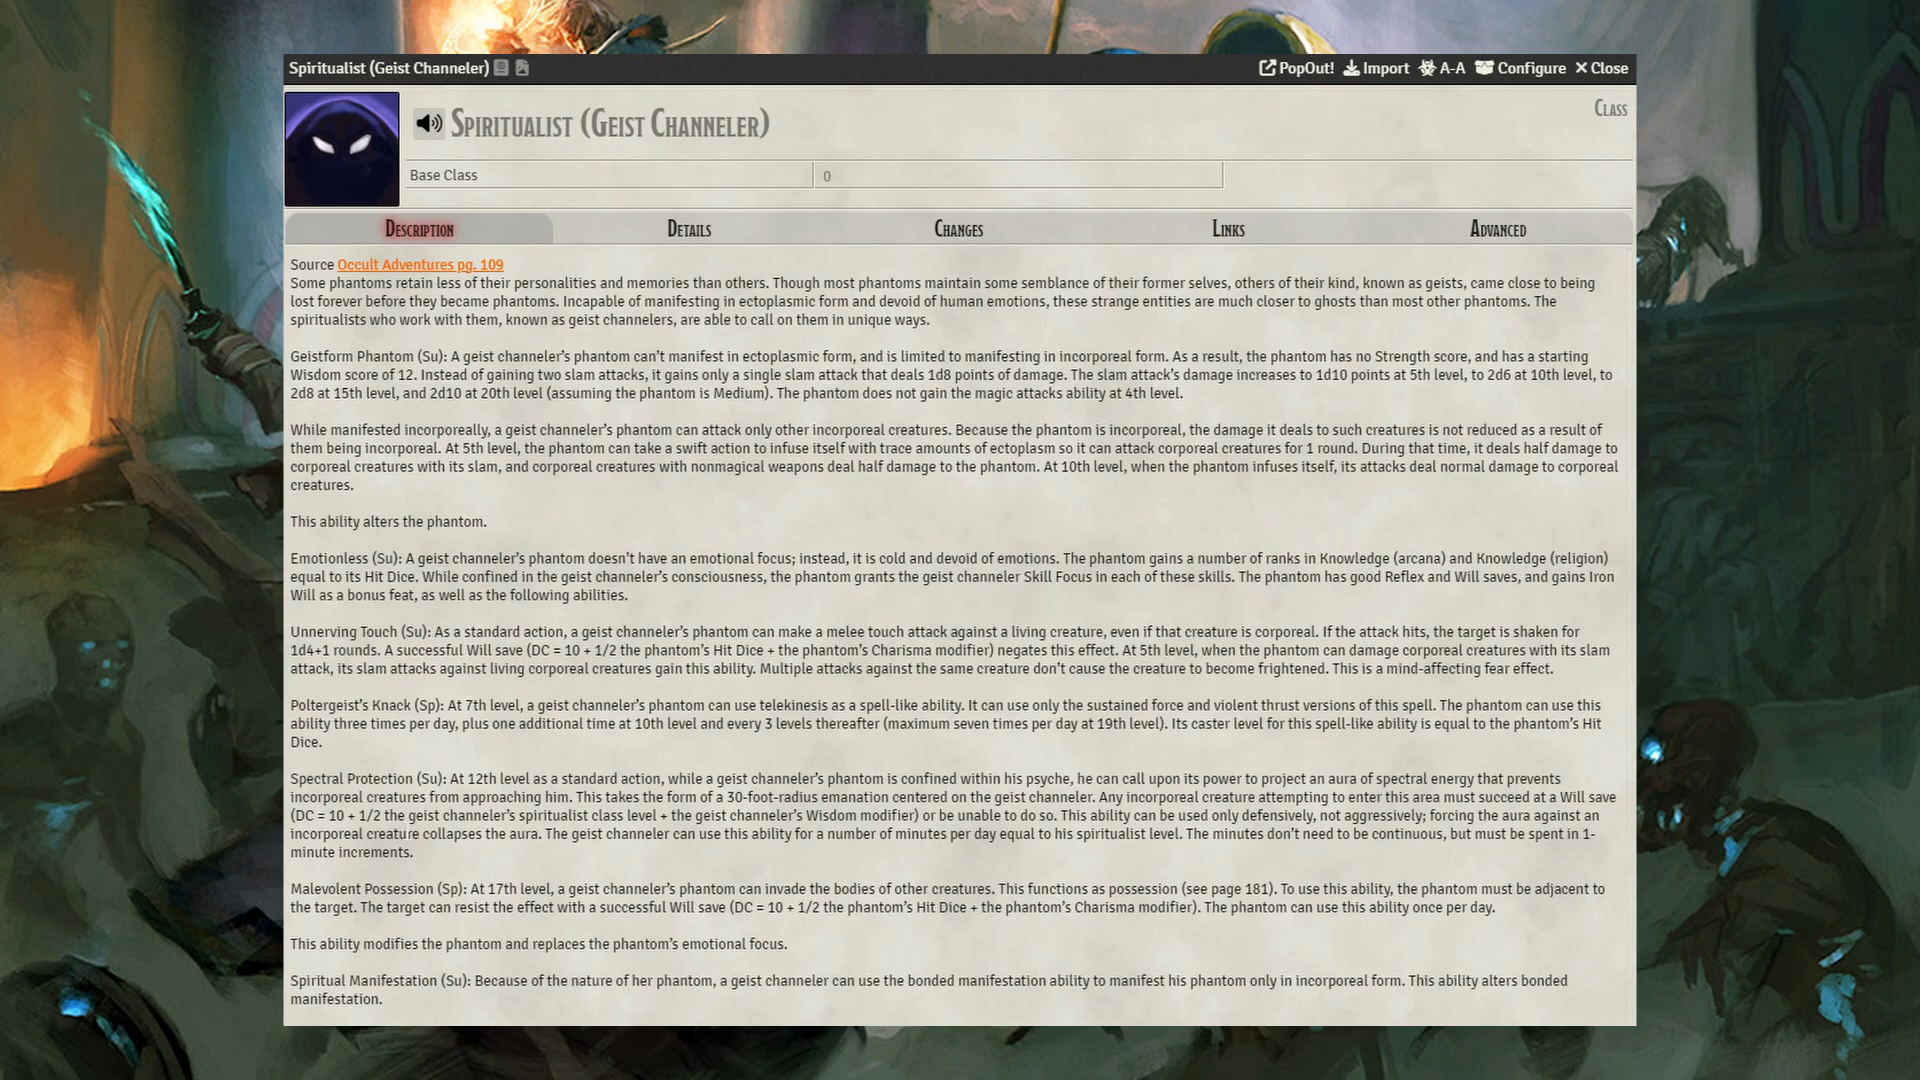 Spiritualist (Geist Channeler)
PopOut! Import A-A Configure Close
Spiritualist (Geist Channeler)
Class
Base Class
0
Description Details Changes Links Advanced
Source Occult Adventures pg. 109
Some phantoms retain less of their personalities and memories than others. Though most phantoms maintain some semblance of their former selves, others of their kind, known as geists, came close to being
lost forever before they became phantoms. Incapable of manifesting in ectoplasmic form and devoid of human emotions, these strange entities are much closer to ghosts than most other phantoms. The
spiritualists who work with them, known as geist channelers, are able to call on them in unique ways.
Geistform Phantom (Su): A geist channeler’s phantom can’t manifest in ectoplasmic form, and is limited to manifesting in incorporeal form. As a result, the phantom has no Strength score, and has a starting
Wisdom score of 12. Instead of gaining two slam attacks, it gains only a single slam attack that deals 1d8 points of damage. The slam attack’s damage increases to 1d10 points at 5th level, to 2d6 at 10th level, to
2d8 at 15th level, and 2d10 at 20th level (assuming the phantom is Medium). The phantom does not gain the magic attacks ability at 4th level.
While manifested incorporeally, a geist channeler’s phantom can attack only other incorporeal creatures. Because the phantom is incorporeal, the damage it deals to such creatures is not reduced as a result of
them being incorporeal. At 5th level, the phantom can take a swift action to infuse itself with trace amounts of ectoplasm so it can attack corporeal creatures for 1 round. During that time, it deals half damage to
corporeal creatures with its slam, and corporeal creatures with nonmagical weapons deal half damage to the phantom. At 10th level, when the phantom infuses itself, its attacks deal normal damage to corporeal
creatures.
This ability alters the phantom.
Emotionless (Su): A geist channeler’s phantom doesn’t have an emotional focus; instead, it is cold and devoid of emotions. The phantom gains a number of ranks in Knowledge (arcana) and Knowledge (religion)
equal to its Hit Dice. While confined in the geist channeler’s consciousness, the phantom grants the geist channeler Skill Focus in each of these skills. The phantom has good Reflex and Will saves, and gains Iron
Will as a bonus feat, as well as the following abilities.
Unnerving Touch (Su): As a standard action, a geist channeler’s phantom can make a melee touch attack against a living creature, even if that creature is corporeal. If the attack hits, the target is shaken for
1d4+1 rounds. A successful Will save (DC = 10 + 1/2 the phantom’s Hit Dice + the phantom’s Charisma modifier) negates this effect. At 5th level, when the phantom can damage corporeal creatures with its slam
attack, its slam attacks against living corporeal creatures gain this ability. Multiple attacks against the same creature don’t cause the creature to become frightened. This is a mind-affecting fear effect.
Poltergeist’s Knack (Sp): At 7th level, a geist channeler’s phantom can use telekinesis as a spell-like ability. It can use only the sustained force and violent thrust versions of this spell. The phantom can use this
ability three times per day, plus one additional time at 10th level and every 3 levels thereafter (maximum seven times per day at 19th level). Its caster level for this spell-like ability is equal to the phantom’s Hit
Dice.
Spectral Protection (Su): At 12th level as a standard action, while a geist channeler’s phantom is confined within his psyche, he can call upon its power to project an aura of spectral energy that prevents
incorporeal creatures from approaching him. This takes the form of a 30-foot-radius emanation centered on the geist channeler. Any incorporeal creature attempting to enter this area must succeed at a Will save
(DC = 10 + 1/2 the geist channeler’s spiritualist class level + the geist channeler’s Wisdom modifier) or be unable to do so. This ability can be used only defensively, not aggressively; forcing the aura against an
incorporeal creature collapses the aura. The geist channeler can use this ability for a number of minutes per day equal to his spiritualist level. The minutes don’t need to be continuous, but must be spent in 1-
minute increments.
Malevolent Possession (Sp): At 17th level, a geist channeler’s phantom can invade the bodies of other creatures. This functions as possession (see page 181). To use this ability, the phantom must be adjacent to
the target. The target can resist the effect with a successful Will save (DC = 10 + 1/2 the phantom’s Hit Dice + the phantom’s Charisma modifier). The phantom can use this ability once per day.
This ability modifies the phantom and replaces the phantom’s emotional focus.
Spiritual Manifestation (Su): Because of the nature of her phantom, a geist channeler can use the bonded manifestation ability to manifest his phantom only in incorporeal form. This ability alters bonded
manifestation.